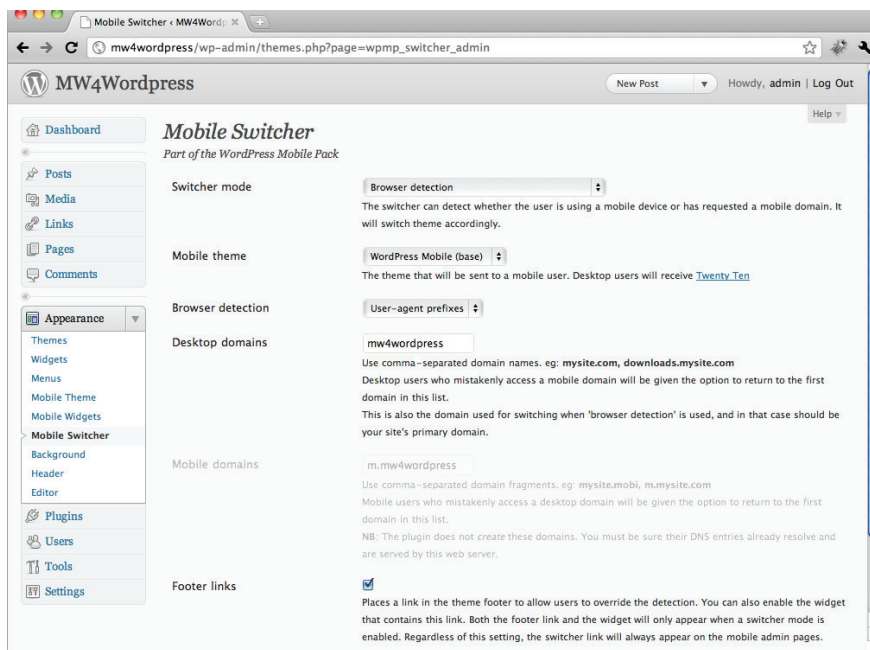 Mobile Switcher ‹ MW4Wordp
mw4wordpress/wp-admin/themes.php?page=wpmp_switcher_admin
MW4Wordpress
New Post
Howdy, admin | Log Out
Help
Dashboard
Posts
Media
Links
Pages
Comments
Appearance
Themes
Widgets
Menus
Mobile Theme
Mobile Widgets
Mobile Switcher
Background
Header
Editor
Plugins
Users
Tools
Settings
Mobile Switcher
Part of the WordPress Mobile Pack
Switcher mode
Browser detection
The switcher can detect whether the user is using a mobile device or has requested a mobile domain. It
will switch theme accordingly.
Mobile theme
WordPress Mobile (base)
The theme that will be sent to a mobile user. Desktop users will receive Twenty Ten
Browser detection
User-agent prefixes
Desktop domains
mw4wordpress
Use comma-separated domain names. eg: mysite.com, downloads.mysite.com
Desktop users who mistakenly access a mobile domain will be given the option to return to the first
domain in this list.
This is also the domain used for switching when 'browser detection' is used, and in that case should be
your site's primary domain.
Mobile domains
m.mw4wordpress
Use comma-separated domain fragments. eg: mysite.mobi, m.mysite.com
Mobile users who mistakenly access a desktop domain will be given the option to return to the first
domain in this list.
NB: The plugin does not create these domains. You must be sure their DNS entries already resolve and
are served by this web server.
Footer links
Places a link in the theme footer to allow users to override the detection. You can also enable the widget
that contains this link. Both the footer link and the widget will only appear when a switcher mode is
enabled. Regardless of this setting, the switcher link will always appear on the mobile admin pages.